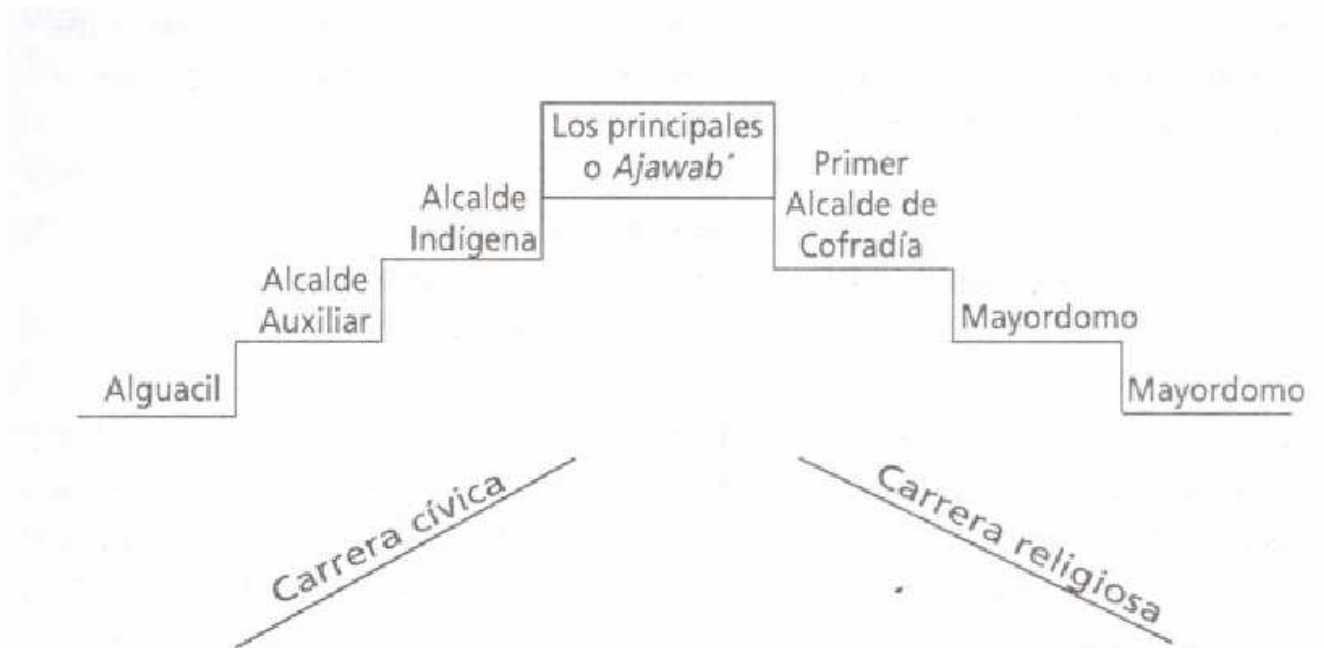 Los principales
o Ajawab´
Alcalde
Indígena
Primer
Alcalde de
Cofradía
Alcalde
Auxiliar
Mayordomo
Alguacil
Mayordomo
Carrera cívica
Carrera religiosa